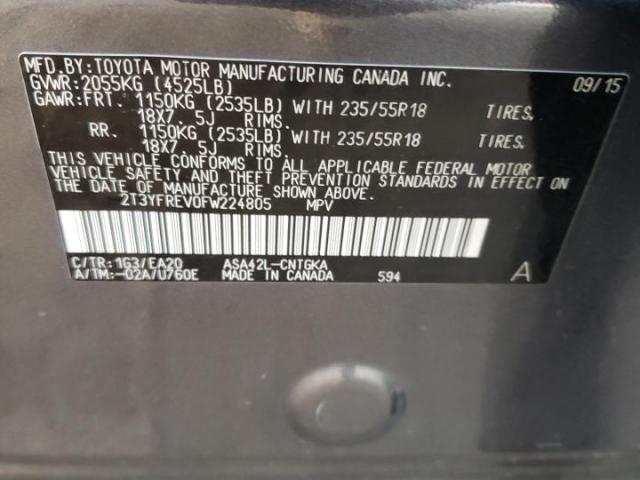 MFD.BY:TOYOTA MOTOR MANUFACTURING CANADA INC. 09/15
GVWR:2055KG (4525LB)
GAWR:FRT. 1150KG (2535LB) WITH 235/55R18 TIRES.
18X7. 5J RIMS.
RR. 1150KG (2535LB) WITH 235/55R18 TIRES.
18X7. 5J RIMS.
THIS VEHICLE CONFORMS TO ALL APPLICABLE FEDERAL MOTOR
VEHICLE SAFETY AND THEFT PREVENTION STANDARDS IN EFFECT ON
THE DATE OF MANUFACTURE SHOWN ABOVE.
2T3YFREV0FW224805 MPV
C/TR:1G3/EA20 ASA42L-CNTGKA
A/TM:-02A/U760E MADE IN CANADA 594 A